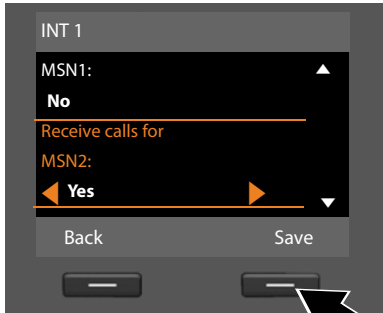 INT 1
MSN1:
No
Receive calls for
MSN2:
Yes
Back Save